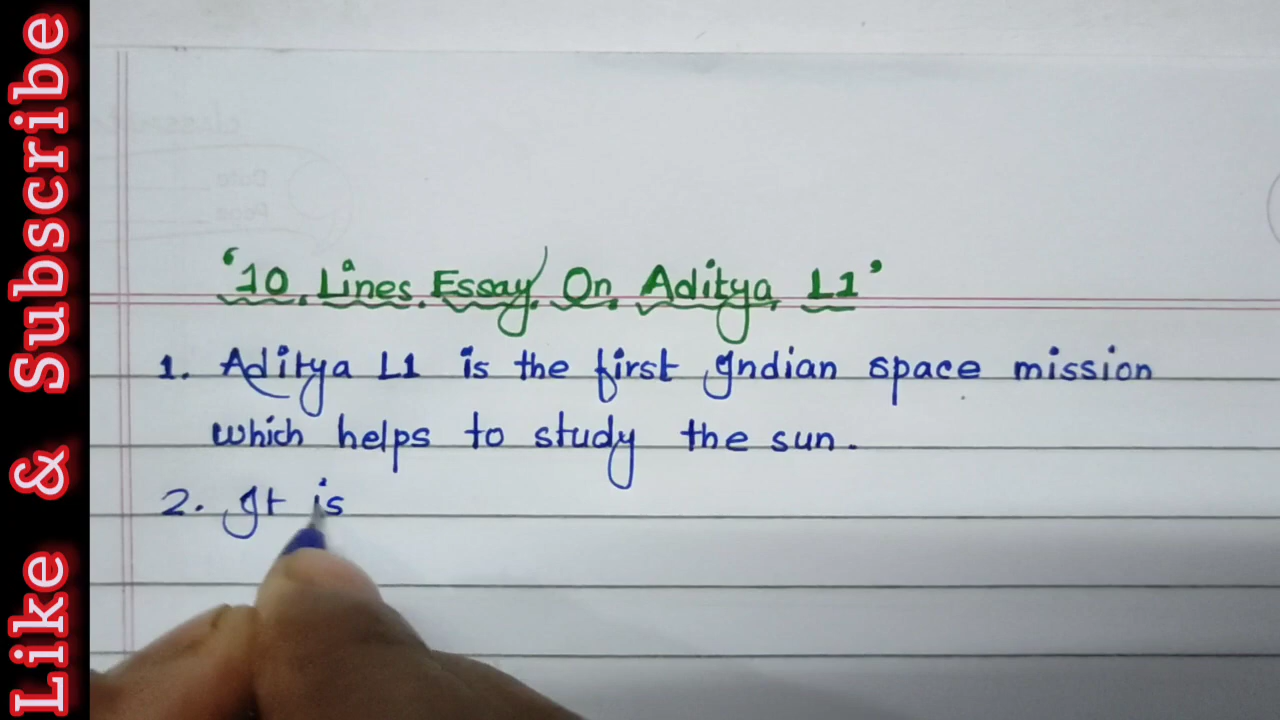 Like & Subscribe
'10 Lines Essay On Aditya L1'
1. Aditya L1 is the first Indian space mission
which helps to study the sun.
2. It is